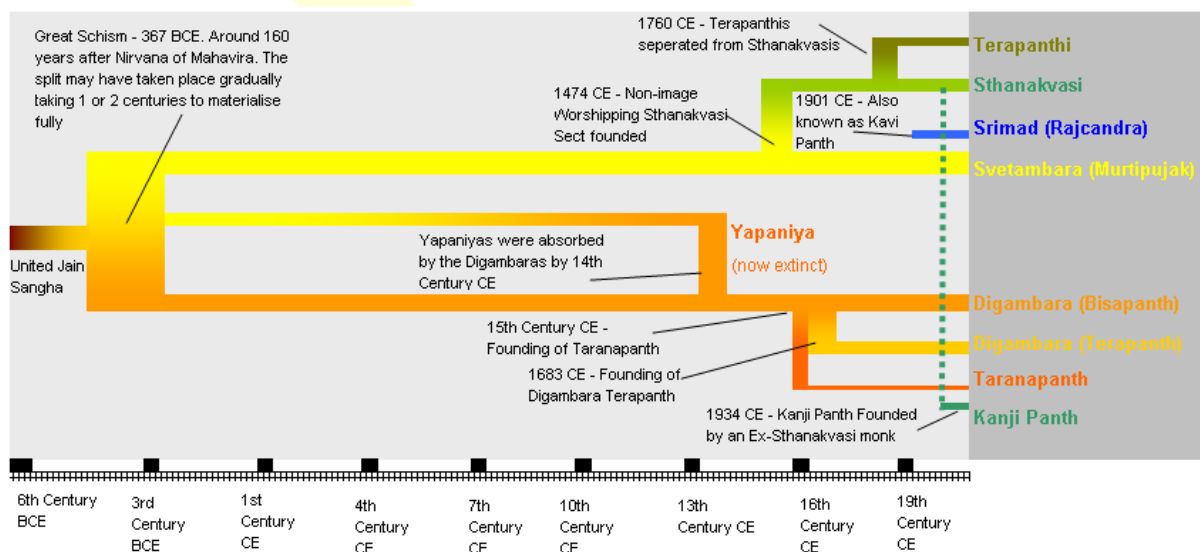 Great Schism - 367 BCE. Around 160
years after Nirvana of Mahavira. The
split may have taken place gradually
taking 1 or 2 centuries to materialise
fully
1760 CE - Terapanthis
seperated from Sthanakvasis
1474 CE - Non-image
Worshipping Sthanakvasi
Sect founded
1901 CE - Also
known as Kavi
Panth
Terapanthi
Sthanakvasi
Srimad (Rajcandra)
Svetambara (Murtipujak)
United Jain
Sangha
Yapaniyas were absorbed
by the Digambaras by 14th
Century CE
Yapaniya
(now extinct)
15th Century CE -
Founding of Taranapanth
1683 CE - Founding of
Digambara Terapanth
1934 CE - Kanji Panth Founded
by an Ex-Sthanakvasi monk
Digambara (Bisapanth)
Digambara (Terapanth)
Taranapanth
Kanji Panth
6th Century
BCE
3rd
Century
BCE
1st
Century
CE
4th
Century
CE
7th
Century
CE
10th
Century
CE
13th
Century CE
16th
Century
CE
19th
Century
CE